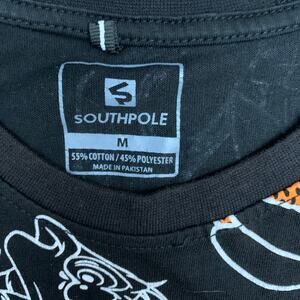 SOUTHPOLE
M
55% COTTON / 45% POLYESTER
MADE IN PAKISTAN